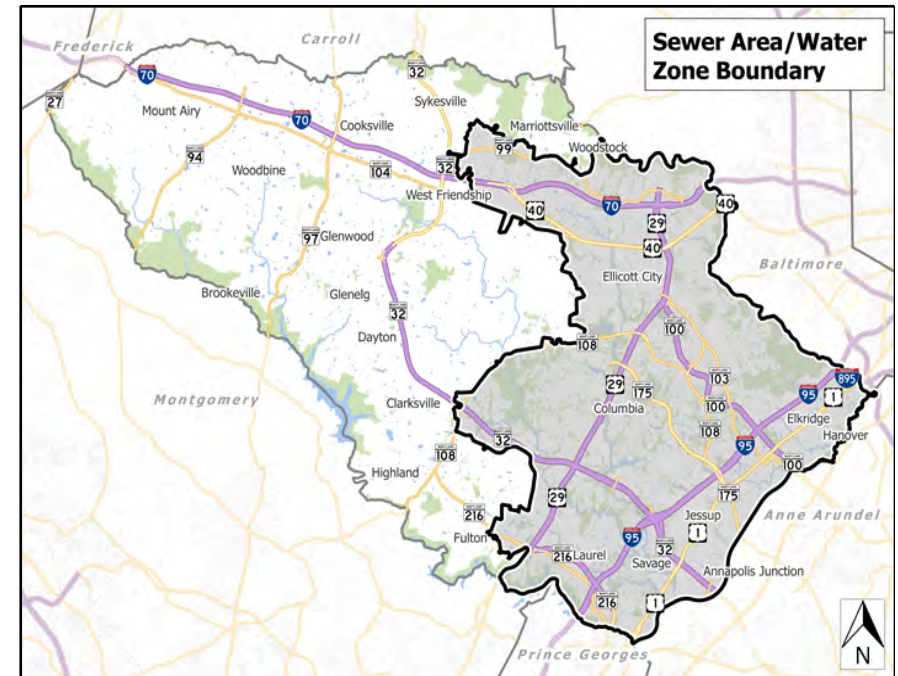 Sewer Area/Water
Zone Boundary
Frederick
Carroll
70
32
27
MARYLAND
Mount Airy
Sykesville
70
Cooksville
Marriottsville
99
Woodstock
94
104
32
Woodbine
West Friendship
40
70
40
29
97
Glenwood
40
Baltimore
Ellicott City
Brookeville
Glenelg
32
100
Dayton
108
29
175
103
895
95
1
Montgomery
Clarksville
Columbia
100
Elkridge
108
Hanover
32
95
108
100
Highland
29
175
216
Jessup
Anne Arundel
1
Fulton
95
32
216
Laurel
Savage
Annapolis Junction
216
1
Prince Georges
N